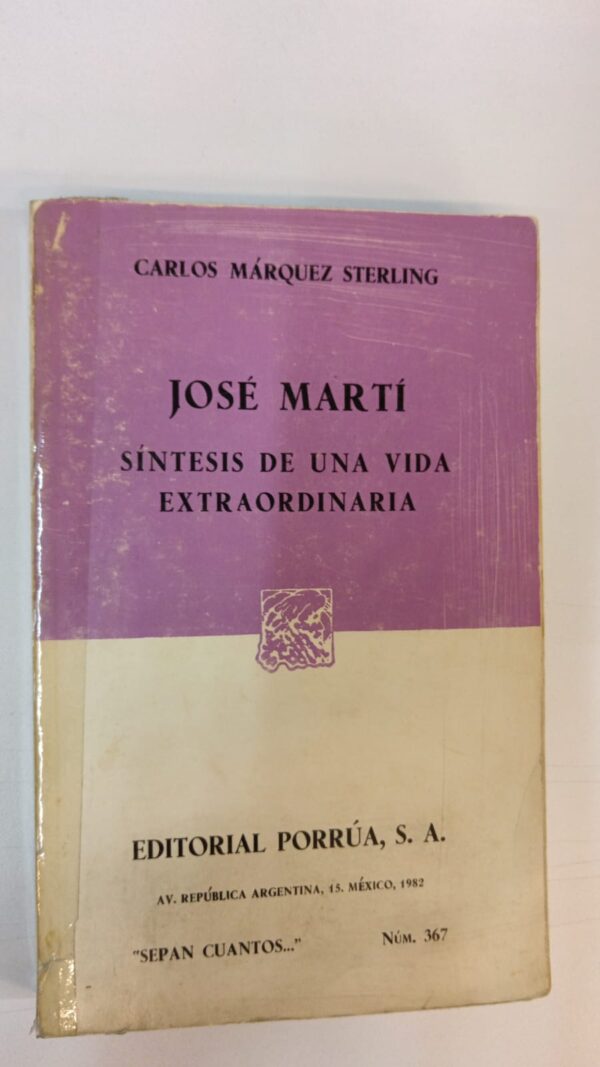 CARLOS MÁRQUEZ STERLING
JOSÉ MARTÍ
SÍNTESIS DE UNA VIDA
EXTRAORDINARIA
EDITORIAL PORRÚA, S. A.
AV. REPÚBLICA ARGENTINA, 15. MÉXICO, 1982
"SEPAN CUANTOS..." NÚM. 367